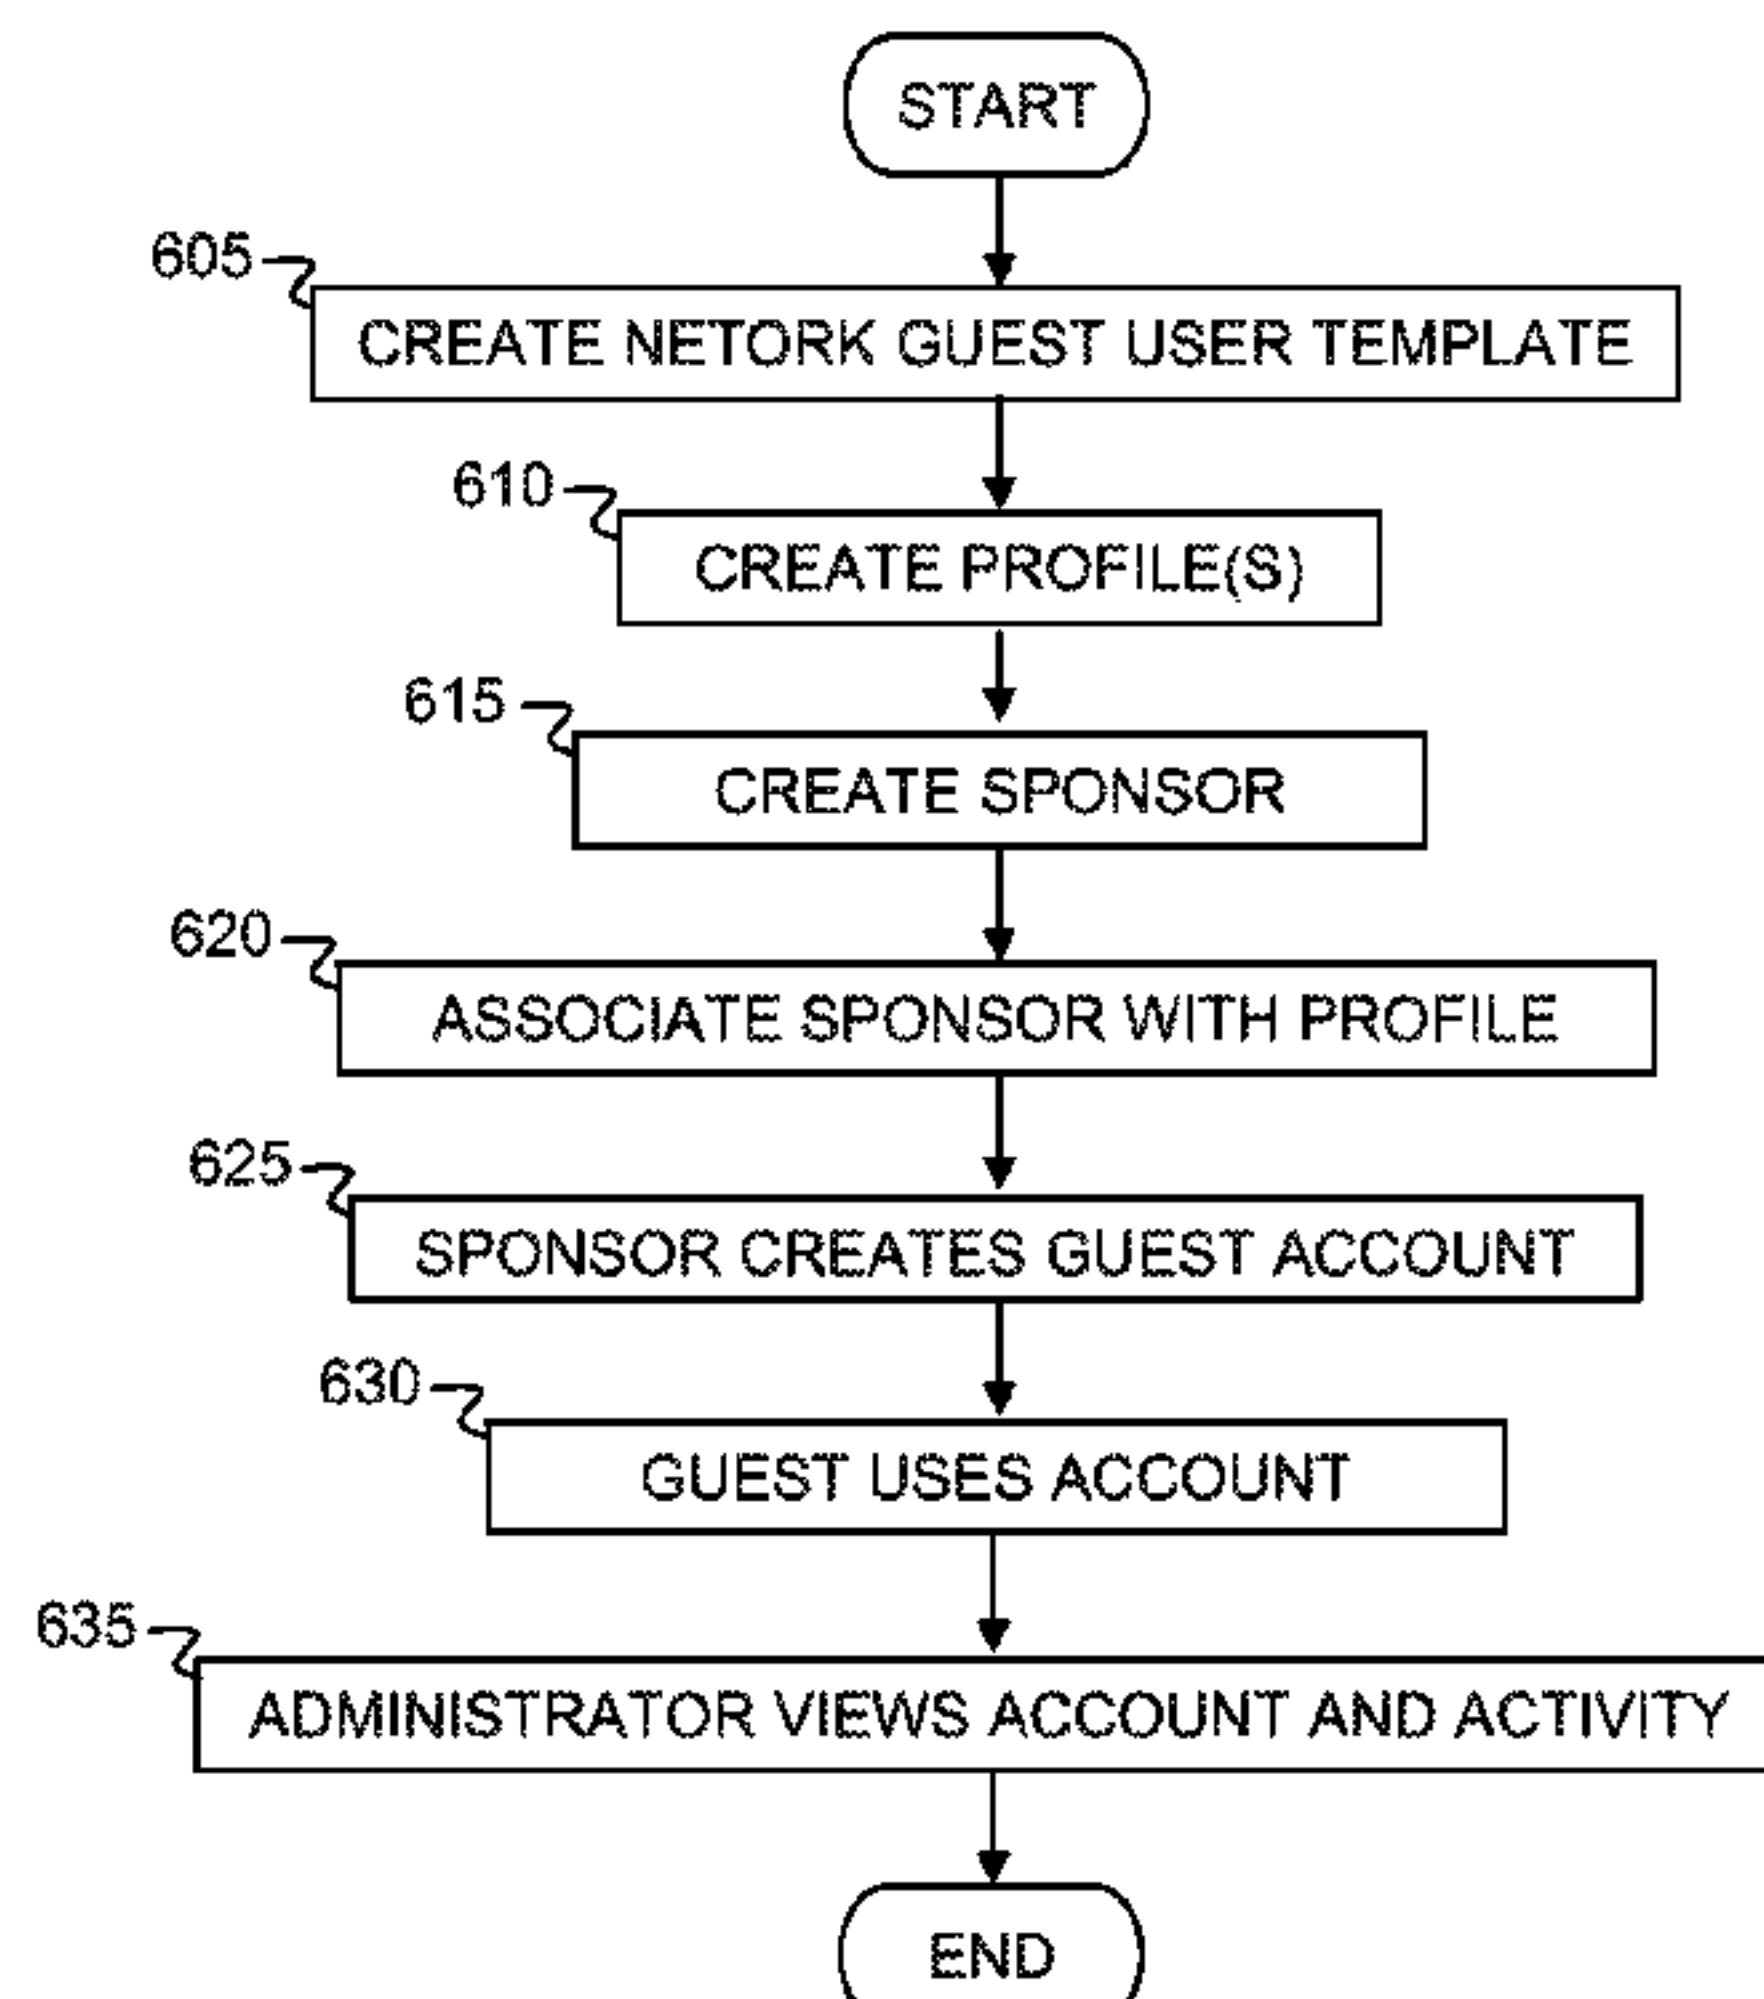 START
605
CREATE NETORK GUEST USER TEMPLATE
610
CREATE PROFILE(S)
615
CREATE SPONSOR
620
ASSOCIATE SPONSOR WITH PROFILE
625
SPONSOR CREATES GUEST ACCOUNT
630
GUEST USES ACCOUNT
635
ADMINISTRATOR VIEWS ACCOUNT AND ACTIVITY
END